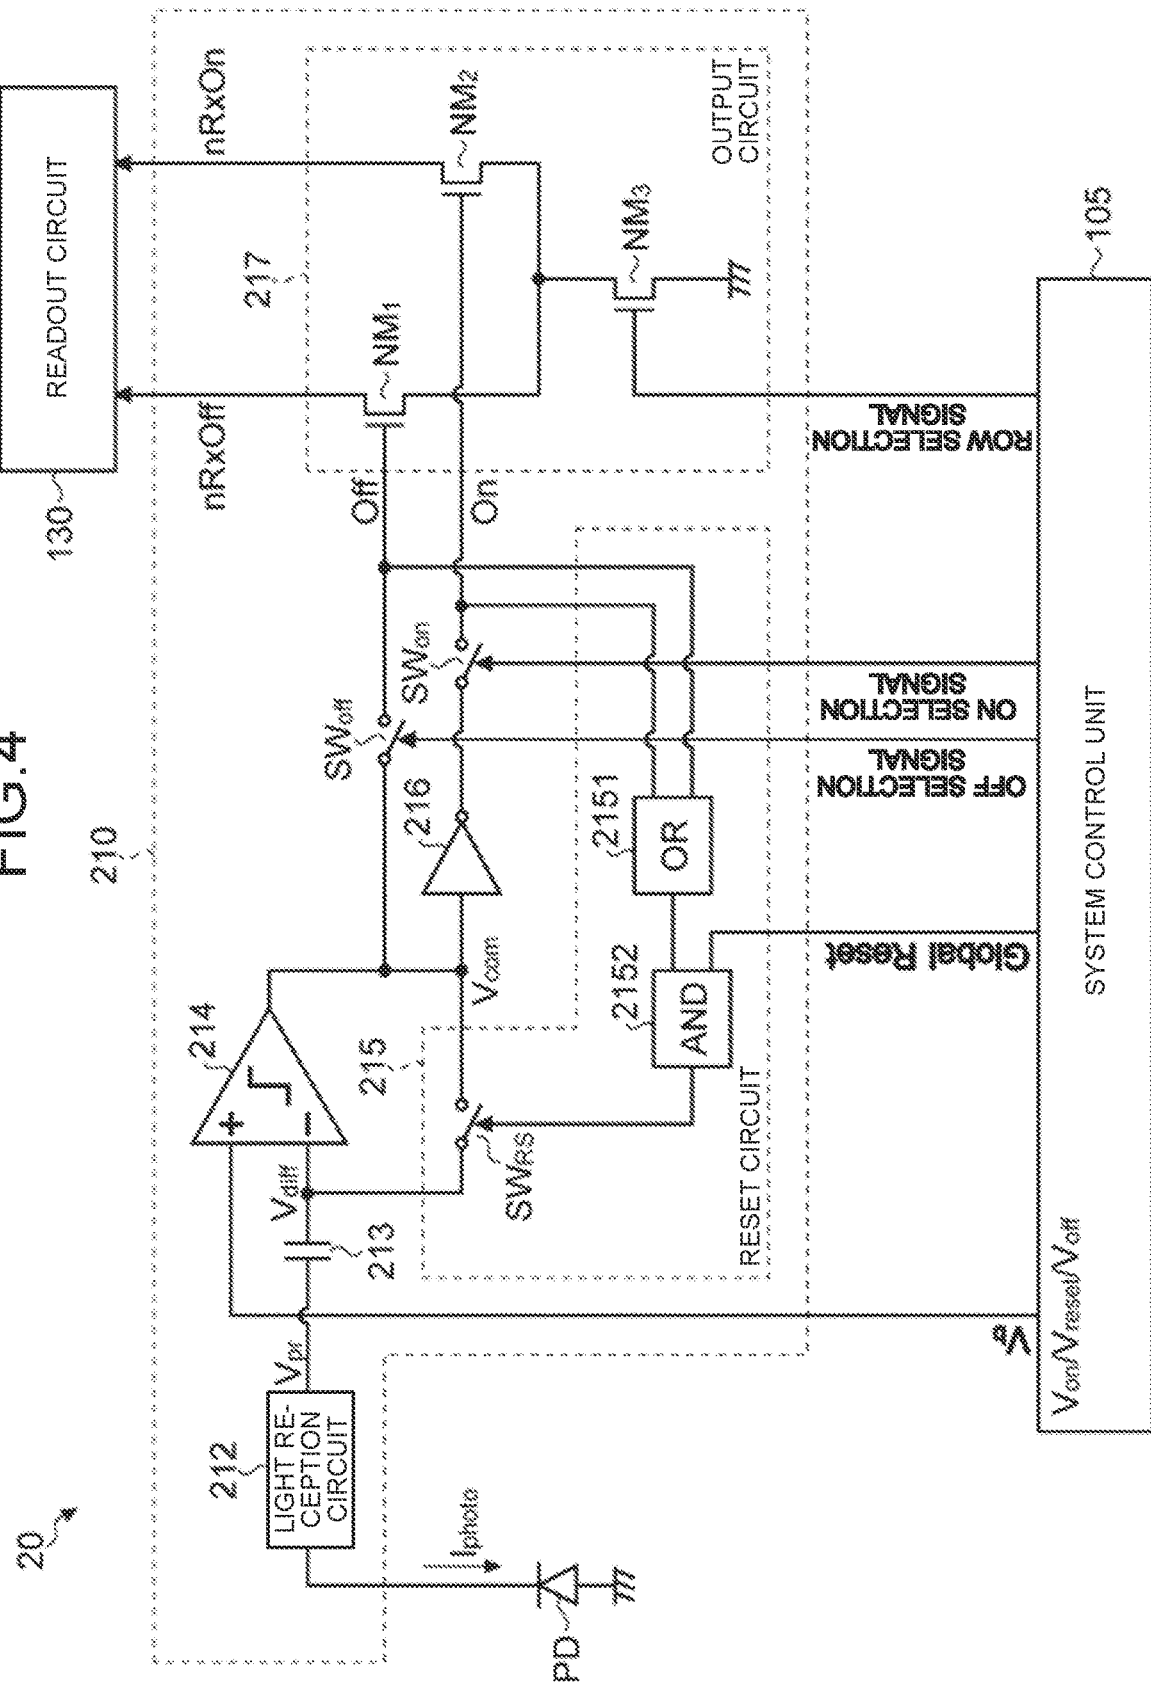 FIG.4
20
210
130
READOUT CIRCUIT
nRxOff
nRxOn
217
NM1
NM2
NM3
OUTPUT
CIRCUIT
Off
On
SWoff
SWon
216
214
+
−
Vdiff
213
Vpr
212
LIGHT RE-
CEPTION
CIRCUIT
Iphoto
PD
215
Vcom
SWRS
RESET CIRCUIT
2152
AND
2151
OR
Vb
Global Reset
OFF SELECTION
SIGNAL
ON SELECTION
SIGNAL
ROW SELECTION
SIGNAL
Von/Vreset/Voff
SYSTEM CONTROL UNIT
105